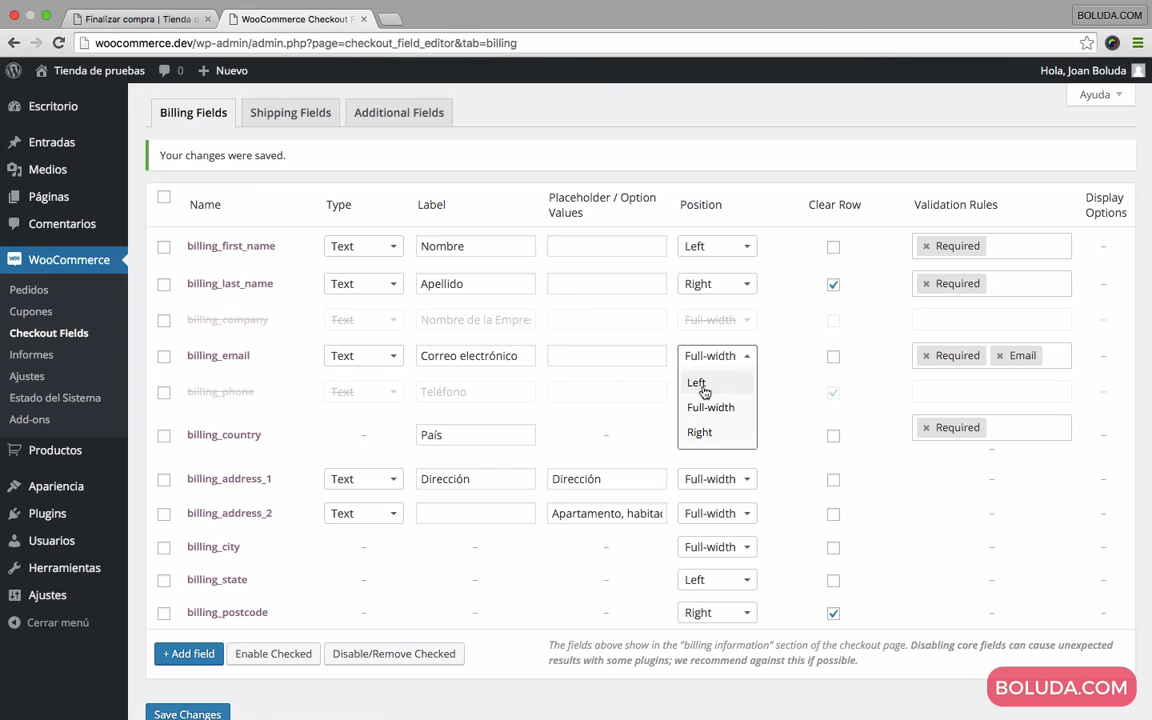 Finalizar compra | Tienda d
WooCommerce Checkout F
BOLUDA.COM
woocommerce.dev/wp-admin/admin.php?page=checkout_field_editor&tab=billing
Tienda de pruebas
0
Nuevo
Hola, Joan Boluda
Ayuda
Escritorio
Entradas
Medios
Páginas
Comentarios
WooCommerce
Pedidos
Cupones
Checkout Fields
Informes
Ajustes
Estado del Sistema
Add-ons
Productos
Apariencia
Plugins
Usuarios
Herramientas
Ajustes
Cerrar menú
Billing Fields
Shipping Fields
Additional Fields
Your changes were saved.
Name Type Label Placeholder / Option Values Position Clear Row Validation Rules Display Options
billing_first_name Text Nombre Left × Required –
billing_last_name Text Apellido Right × Required –
billing_company Text Nombre de la Empres Full-width –
billing_email Text Correo electrónico Full-width × Required × Email –
Left
Full-width
Right
billing_phone Text Teléfono –
billing_country – País – × Required –
–
billing_address_1 Text Dirección Dirección Full-width – –
billing_address_2 Text Apartamento, habitac Full-width – –
billing_city – – – Full-width – –
billing_state – – – Left – –
billing_postcode – – – Right – –
+ Add field
Enable Checked
Disable/Remove Checked
The fields above show in the "billing information" section of the checkout page. Disabling core fields can cause unexpected
results with some plugins; we recommend against this if possible.
Save Changes
BOLUDA.COM